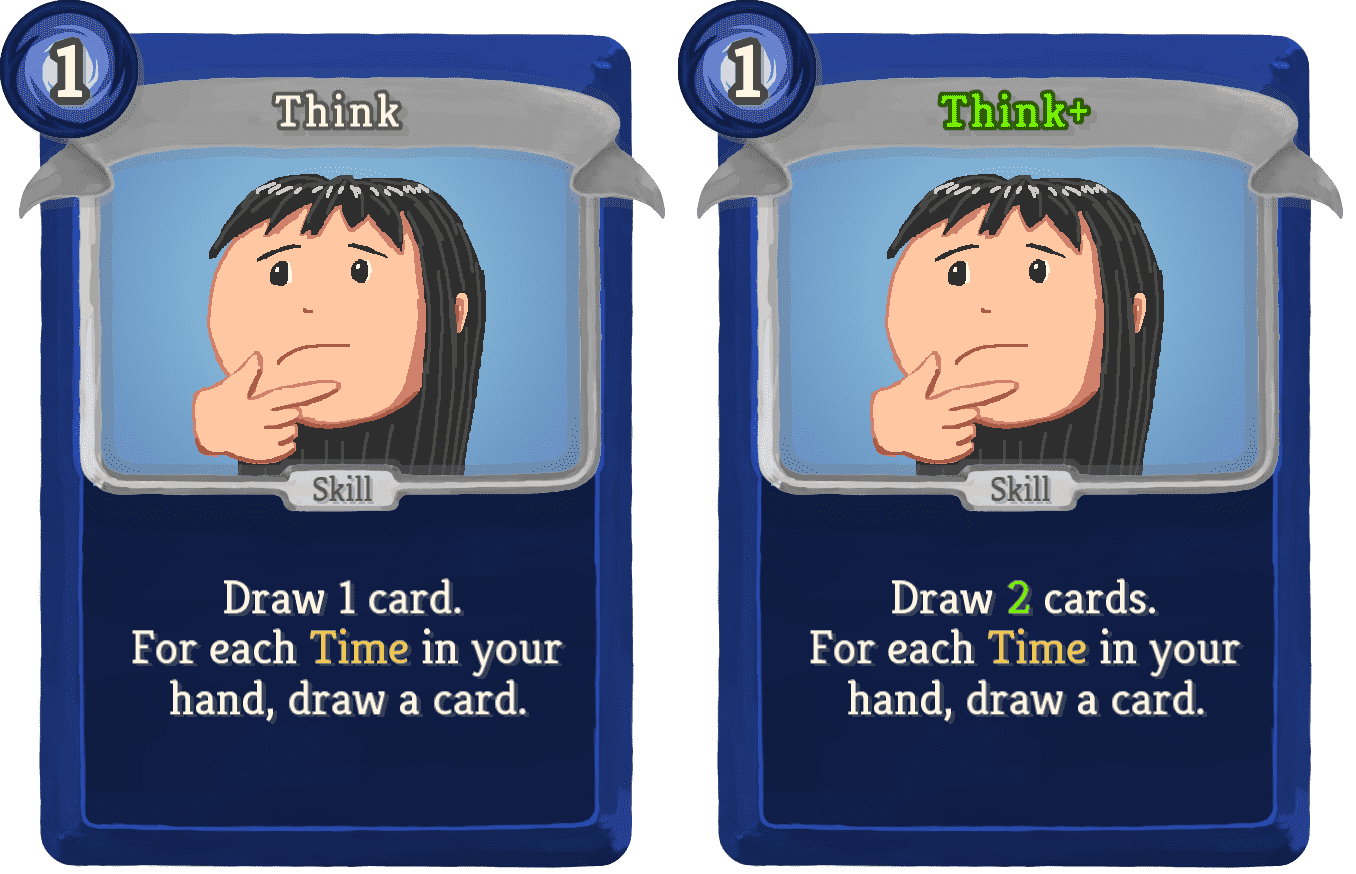 1
Think
Skill
Draw 1 card.
For each Time in your
hand, draw a card.
1
Think+
Skill
Draw 2 cards.
For each Time in your
hand, draw a card.